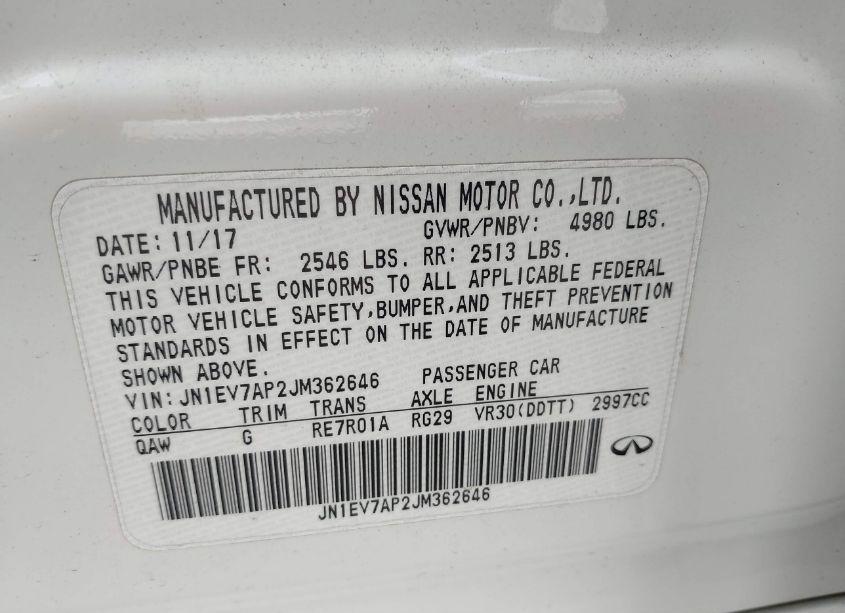 MANUFACTURED BY NISSAN MOTOR CO.,LTD.
DATE: 11/17 GVWR/PNBV: 4980 LBS.
GAWR/PNBE FR: 2546 LBS. RR: 2513 LBS.
THIS VEHICLE CONFORMS TO ALL APPLICABLE FEDERAL
MOTOR VEHICLE SAFETY,BUMPER,AND THEFT PREVENTION
STANDARDS IN EFFECT ON THE DATE OF MANUFACTURE
SHOWN ABOVE.
VIN: JN1EV7AP2JM362646 PASSENGER CAR
COLOR TRIM TRANS AXLE ENGINE
QAW G RE7R01A RG29 VR30(DDTT) 2997CC
JN1EV7AP2JM362646